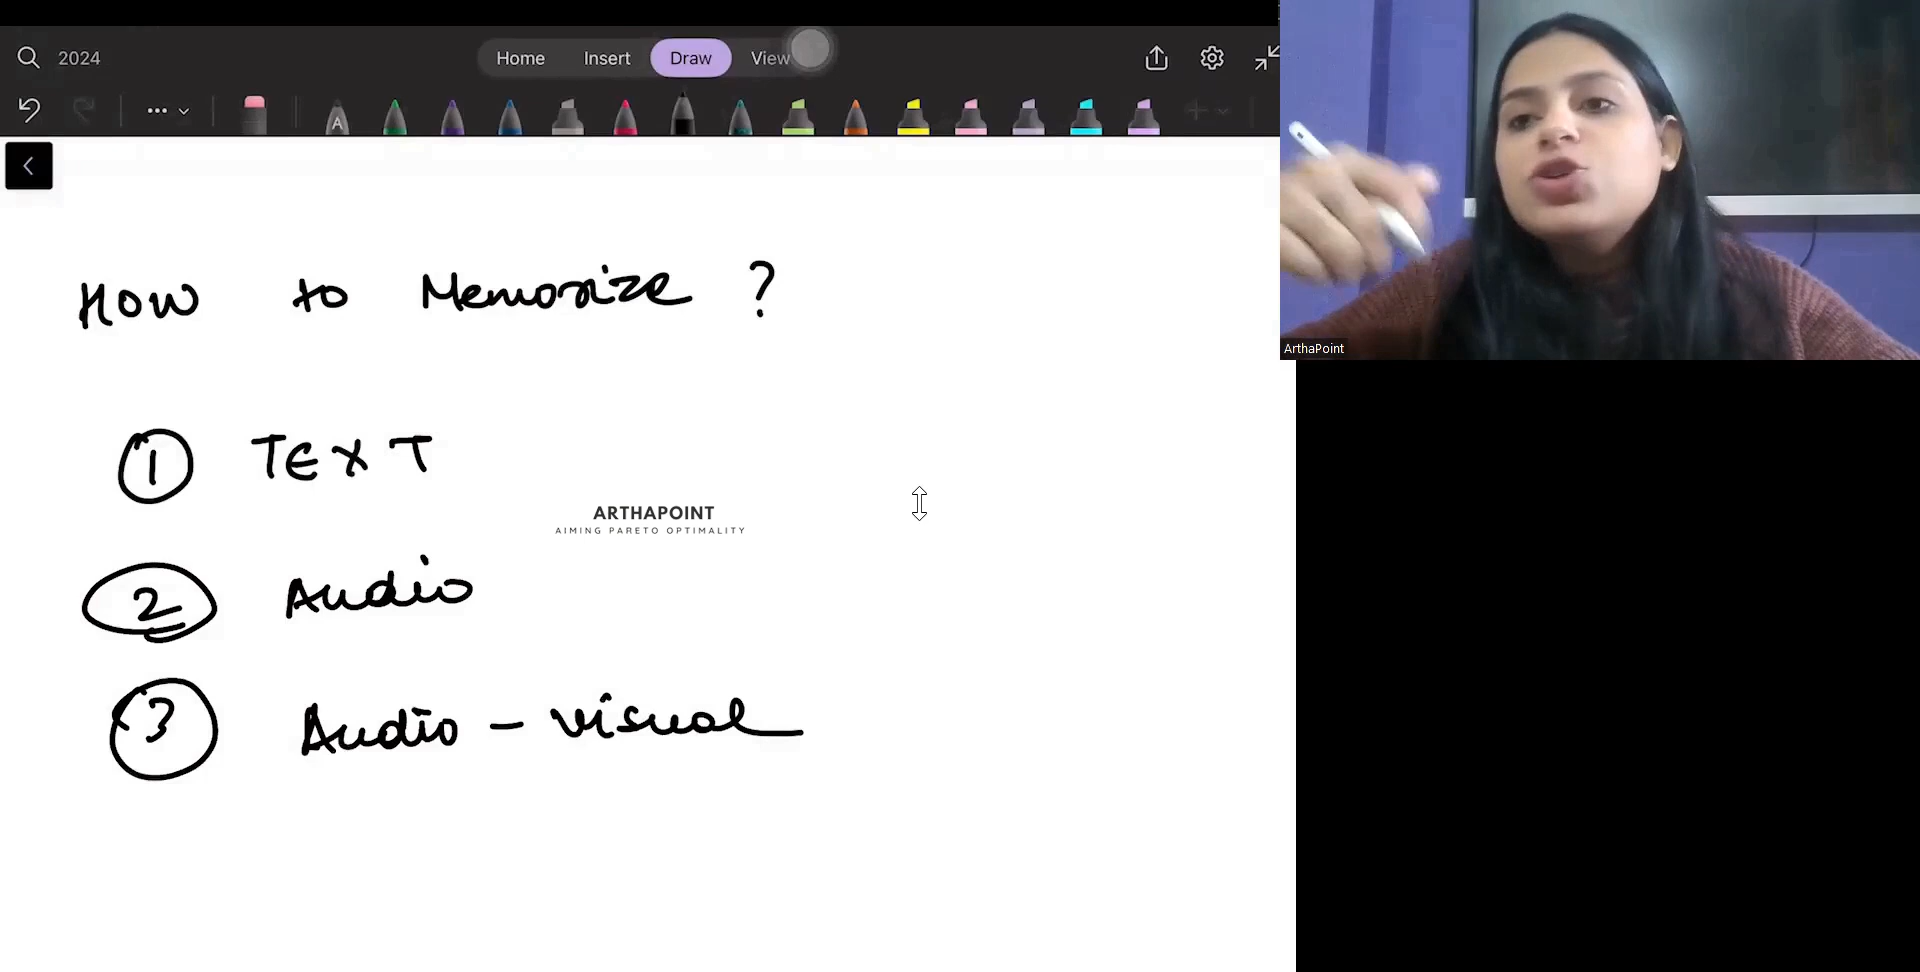 2024
Home Insert Draw View
A
ArthaPoint
How to Memorize ?
1 TEXT
ARTHAPOINT
AIMING PARETO OPTIMALITY
2 Audio
3 Audio - visual